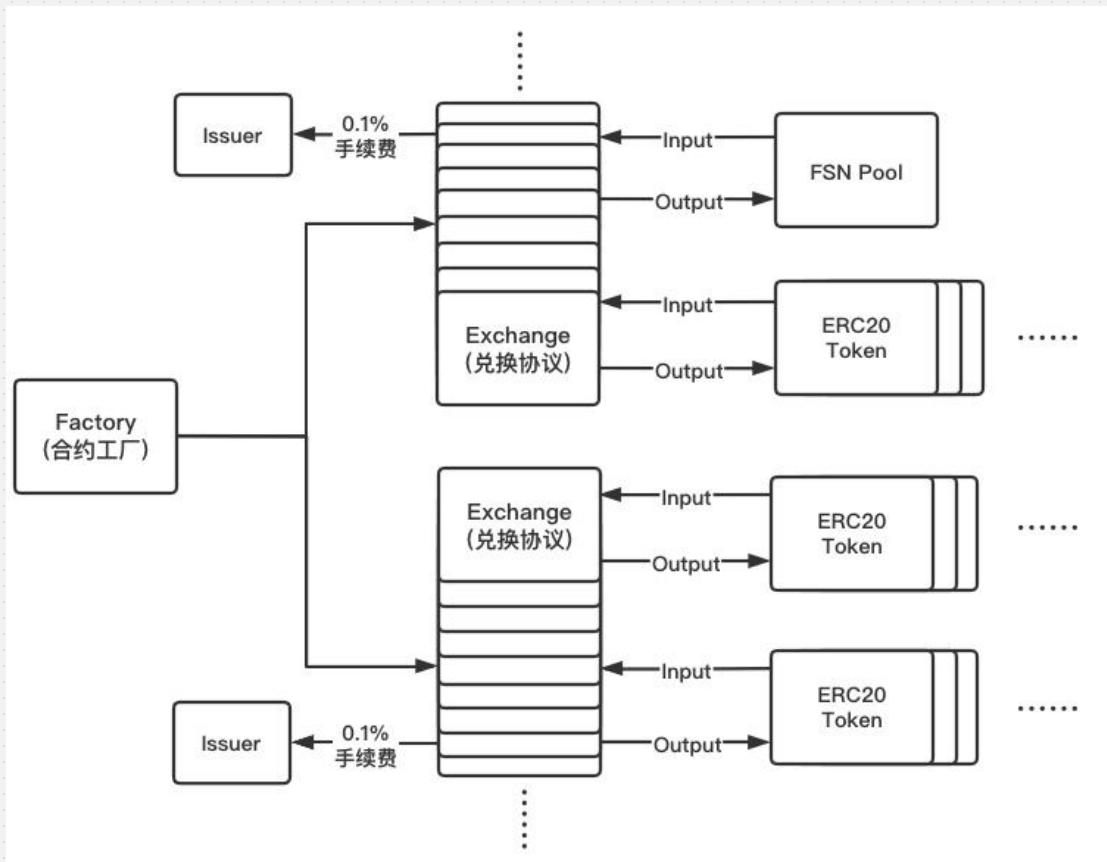 Issuer
0.1%
手续费
Input
Output
FSN Pool
Input
Output
ERC20
Token
······
Exchange
(兑换协议)
Factory
(合约工厂)
Exchange
(兑换协议)
Input
Output
ERC20
Token
······
Input
Output
ERC20
Token
······
Issuer
0.1%
手续费